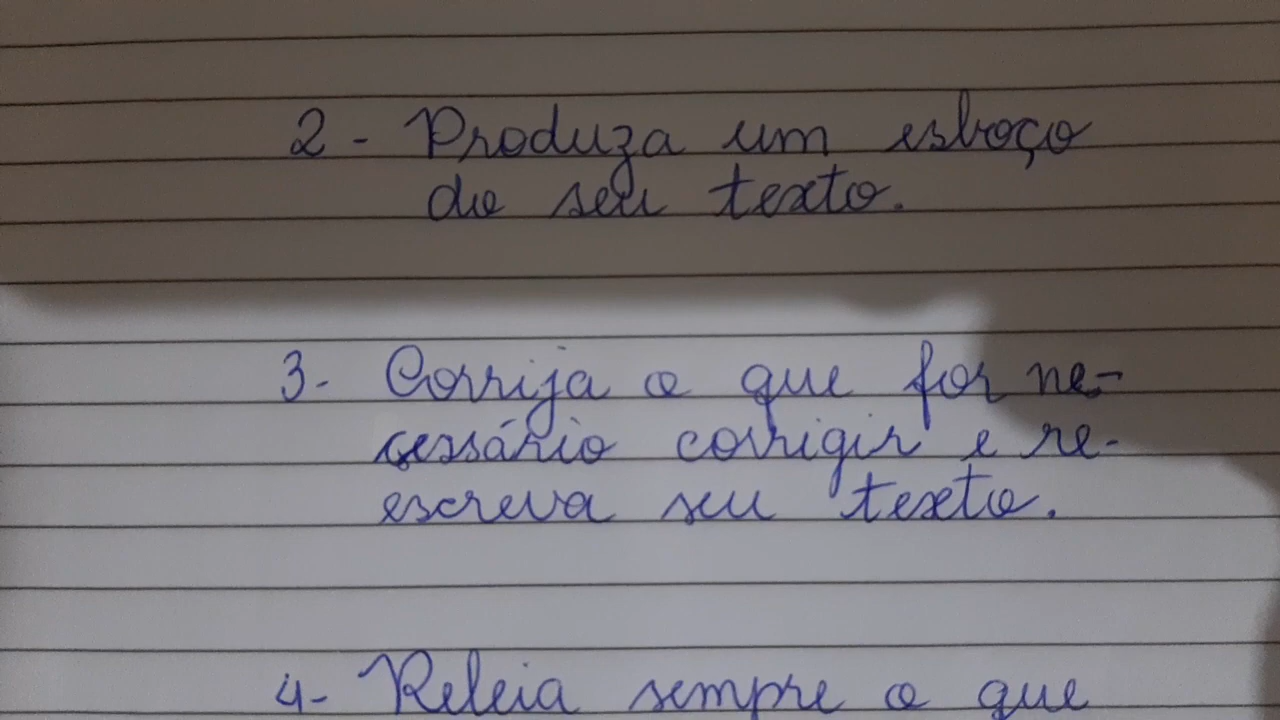 2 - Produza um esboço
do seu texto.
3- Corrija o que for ne-
cessário corrigir e re-
escreva seu texto.
4- Releia sempre o que